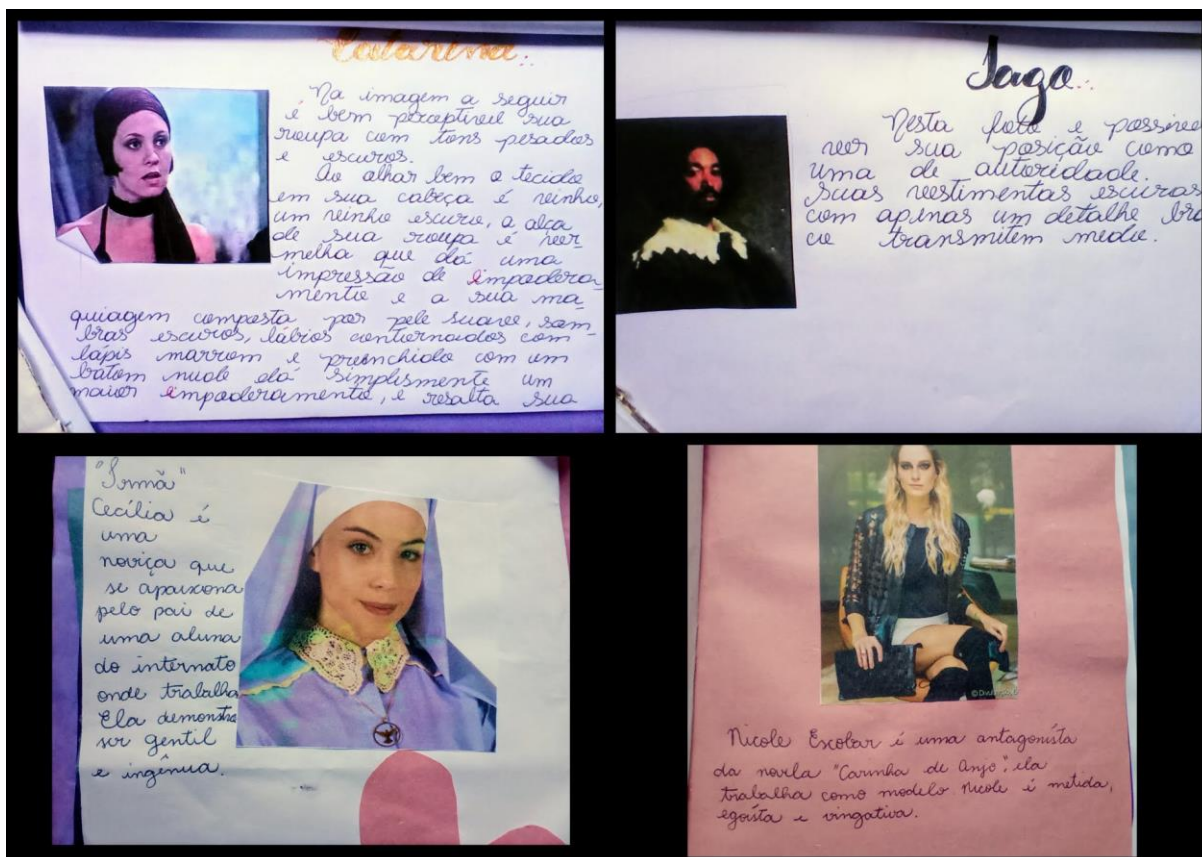 Catarina
Na imagem a seguir
é bem perceptivel sua
roupa com tons pesados
e escuros.
Ao olhar bem o tecido
em sua cabeça é vinho,
um vinho escuro, a alça
de sua roupa é ver
melha que dá uma
impressão de empodera-
mento e a sua ma
quiagem composta por pele suave, som-
bras escuros, lábios contornados com
lápis marrom e preenchido com um
batom nude dá simplismente um
maior empoderamento, e resalta sua
Iago
Nesta foto e possivel
ver sua posição como
uma de autoridade.
Suas vestimentas escuras
com apenas um detalhe bra
co transmitem medo.
"Irmã"
Cecília é
uma
noviça que
se apaixona
pelo pai de
uma aluna
do internato
onde trabalha
Ela demonstra
ser gentil
e ingênua.
Nicole Escobar é uma antagonista
da novela "Carinha de Anjo", ela
trabalha como modelo. Nicole é metida,
egoísta e vingativa.